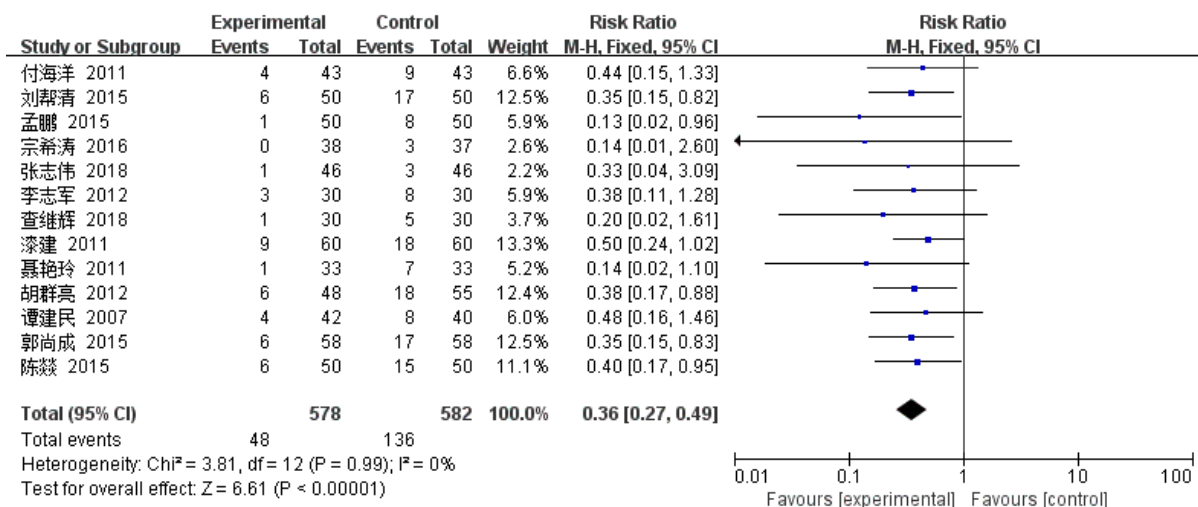 Experimental Control Risk Ratio Risk Ratio
Study or Subgroup Events Total Events Total Weight M-H, Fixed, 95% CI M-H, Fixed, 95% CI
付海洋 2011 4 43 9 43 6.6% 0.44 [0.15, 1.33]
刘帮清 2015 6 50 17 50 12.5% 0.35 [0.15, 0.82]
孟鹏 2015 1 50 8 50 5.9% 0.13 [0.02, 0.96]
宗希涛 2016 0 38 3 37 2.6% 0.14 [0.01, 2.60]
张志伟 2018 1 46 3 46 2.2% 0.33 [0.04, 3.09]
李志军 2012 3 30 8 30 5.9% 0.38 [0.11, 1.28]
查继辉 2018 1 30 5 30 3.7% 0.20 [0.02, 1.61]
漆建 2011 9 60 18 60 13.3% 0.50 [0.24, 1.02]
聂艳玲 2011 1 33 7 33 5.2% 0.14 [0.02, 1.10]
胡群亮 2012 6 48 18 55 12.4% 0.38 [0.17, 0.88]
谭建民 2007 4 42 8 40 6.0% 0.48 [0.16, 1.46]
郭尚成 2015 6 58 17 58 12.5% 0.35 [0.15, 0.83]
陈燚 2015 6 50 15 50 11.1% 0.40 [0.17, 0.95]
Total (95% CI) 578 582 100.0% 0.36 [0.27, 0.49]
Total events 48 136
Heterogeneity: Chi² = 3.81, df = 12 (P = 0.99); I² = 0%
Test for overall effect: Z = 6.61 (P < 0.00001)
0.01 0.1 1 10 100
Favours [experimental] Favours [control]